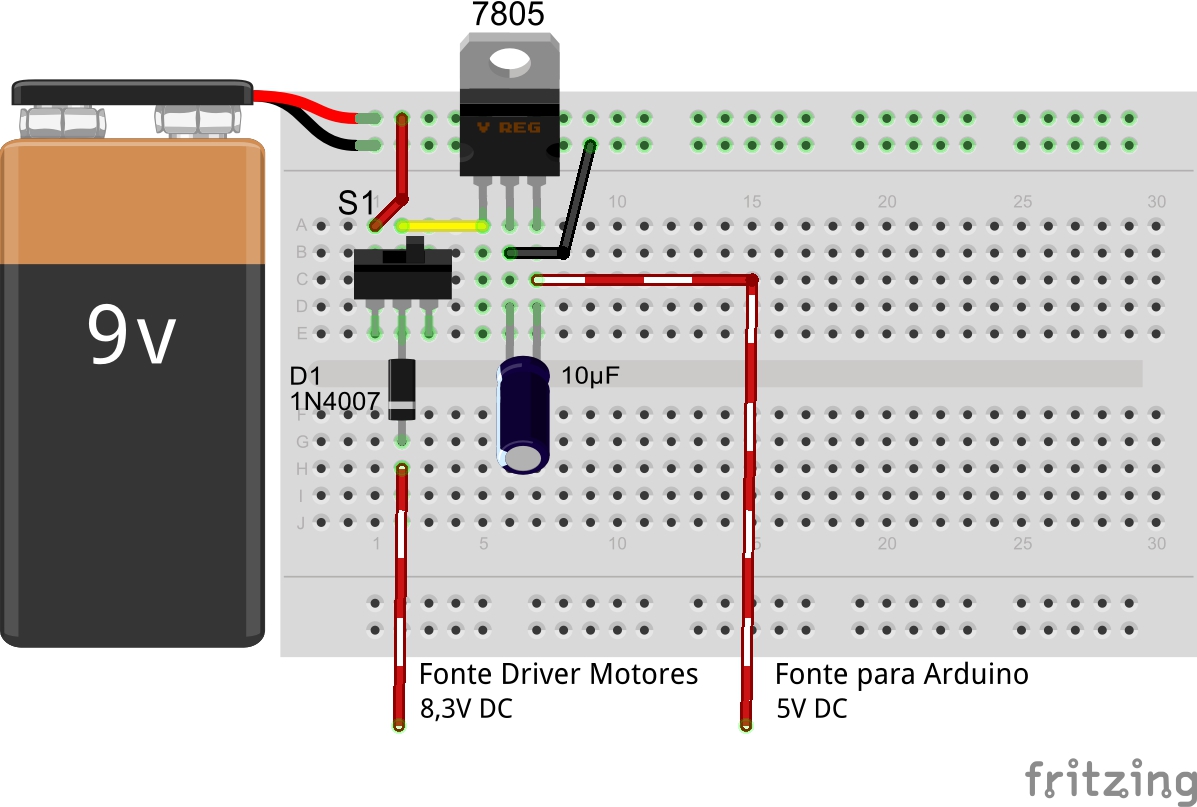 7805
V REG
S1
10
15
20
25
30
A
B
C
D
E
9v
D1
1N4007
10µF
F
G
H
I
J
1
5
10
15
20
25
30
Fonte Driver Motores
8,3V DC
Fonte para Arduino
5V DC
fritzing